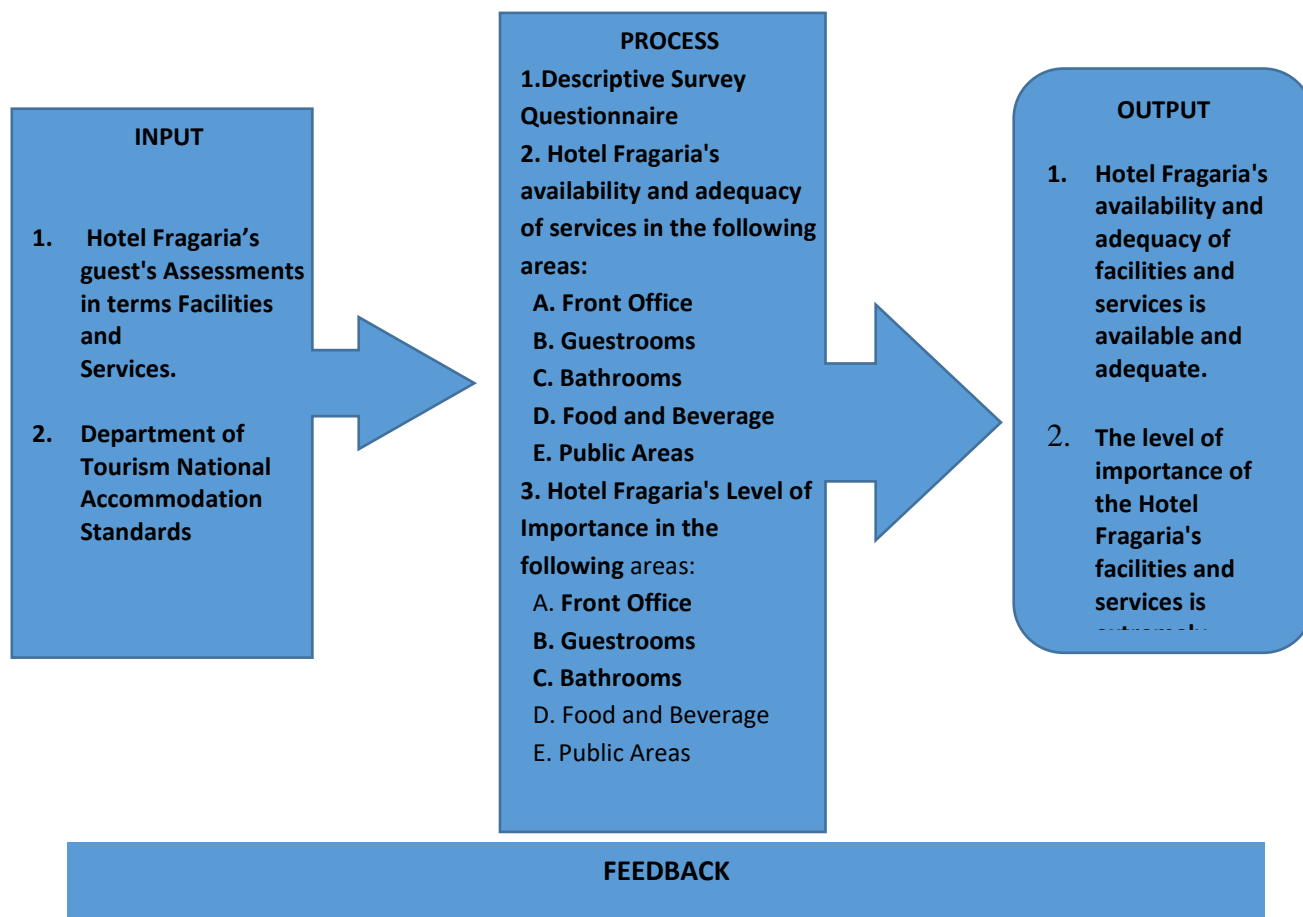 INPUT
1. Hotel Fragaria’s
guest's Assessments
in terms Facilities
and
Services.
2. Department of
Tourism National
Accommodation
Standards
PROCESS
1.Descriptive Survey
Questionnaire
2. Hotel Fragaria's
availability and adequacy
of services in the following
areas:
A. Front Office
B. Guestrooms
C. Bathrooms
D. Food and Beverage
E. Public Areas
3. Hotel Fragaria's Level of
Importance in the
following areas:
A. Front Office
B. Guestrooms
C. Bathrooms
D. Food and Beverage
E. Public Areas
OUTPUT
1. Hotel Fragaria's
availability and
adequacy of
facilities and
services is
available and
adequate.
2. The level of
importance of
the Hotel
Fragaria's
facilities and
services is
FEEDBACK